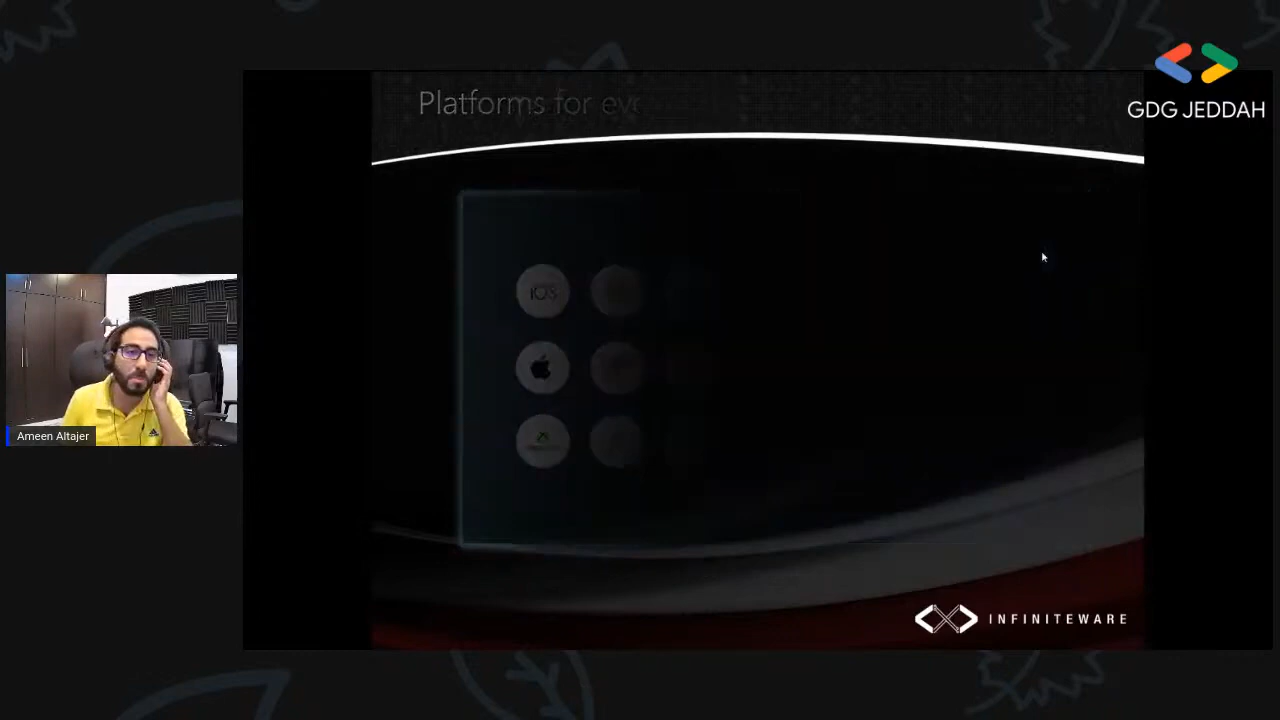 GDG JEDDAH
Platforms for eve
iOS
Ameen Altajer
INFINITEWARE